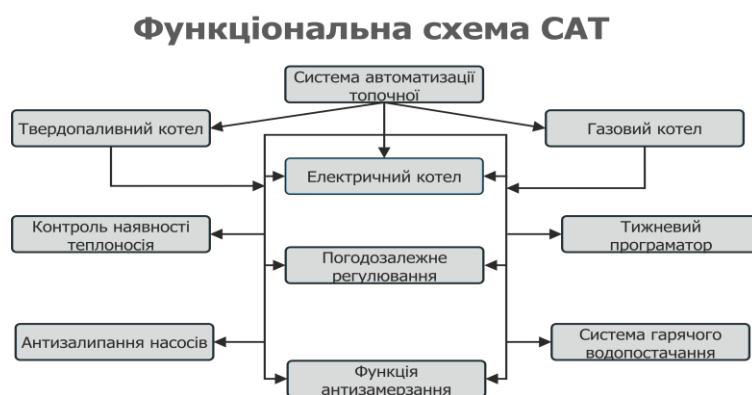 Функціональна схема САТ
Система автоматизації
топочної
Твердопаливний котел
Газовий котел
Електричний котел
Контроль наявності
теплоносія
Тижневий
програматор
Погодозалежне
регулювання
Антизалипання насосів
Система гарячого
водопостачання
Функція
антизамерзання